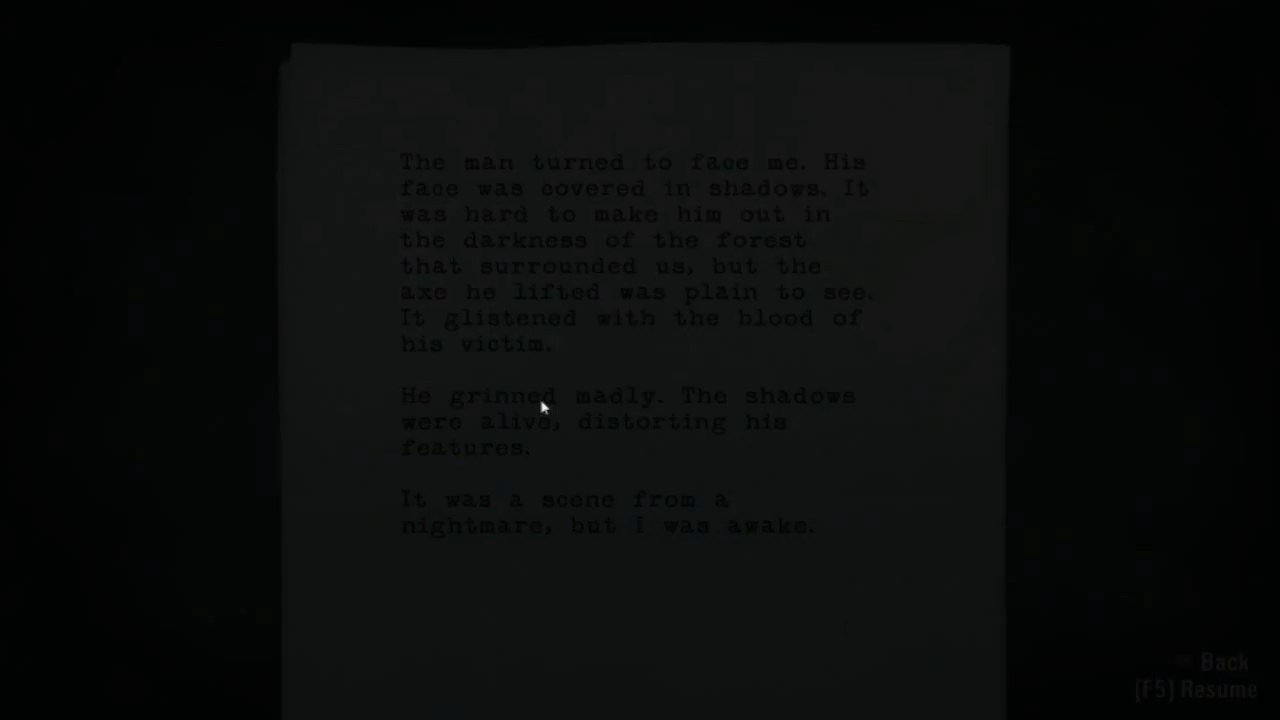 The man turned to face me. His
face was covered in shadows. It
was hard to make him out in
the darkness of the forest
that surrounded us, but the
axe he lifted was plain to see.
It glistened with the blood of
his victim.
He grinned madly. The shadows
were alive, distorting his
features.
It was a scene from a
nightmare, but I was awake.
Back
[F5] Resume